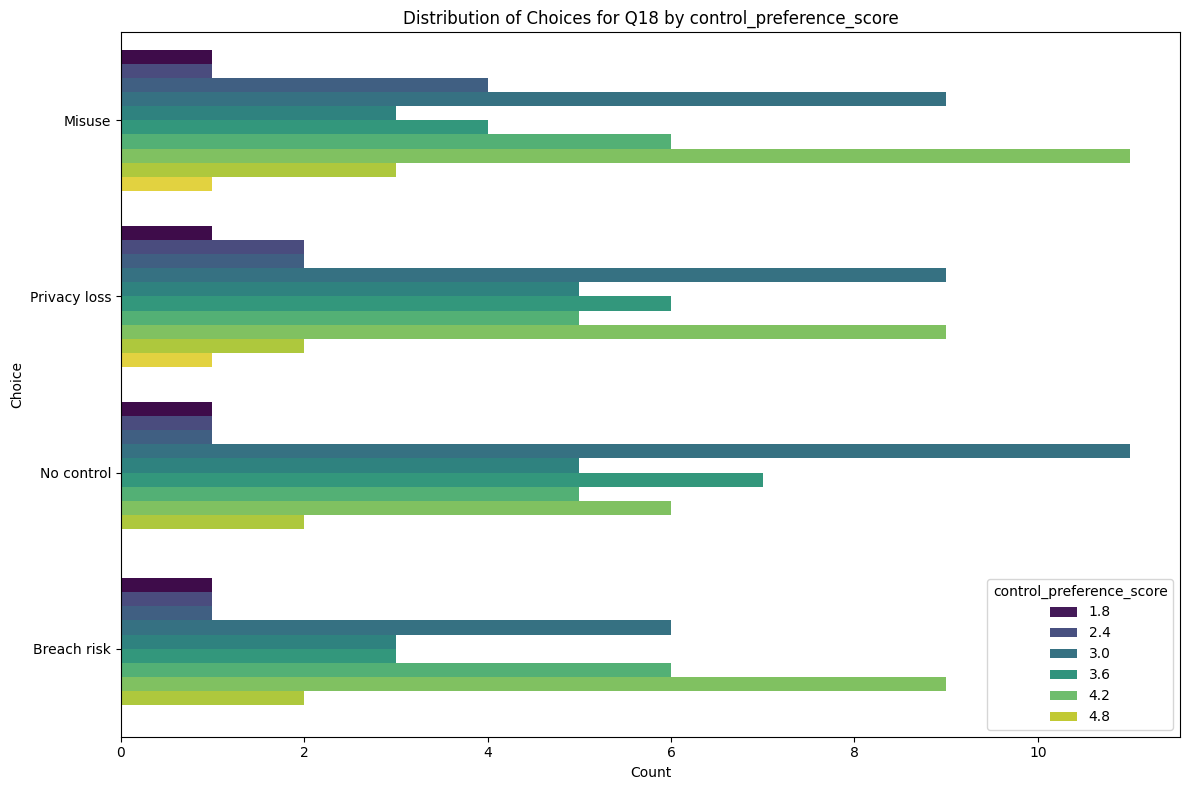 Distribution of Choices for Q18 by control_preference_score
Choice
Misuse
Privacy loss
No control
Breach risk
control_preference_score
1.8
2.4
3.0
3.6
4.2
4.8
0 2 4 6 8 10
Count